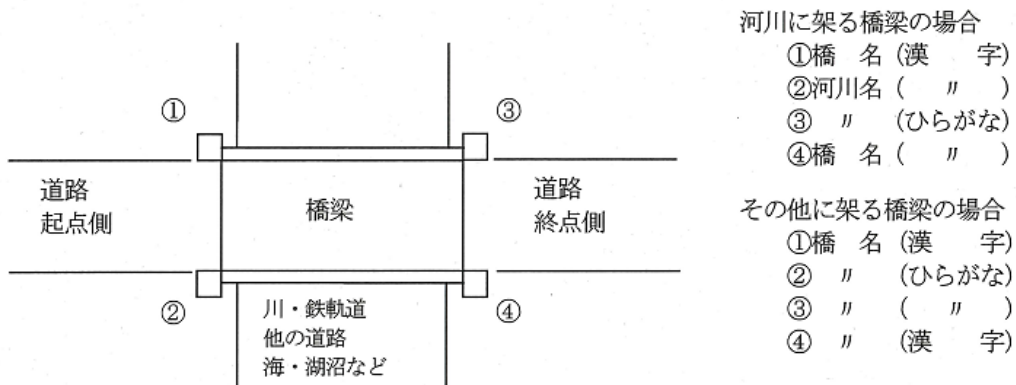 ①
③
道路
起点側
橋梁
道路
終点側
②
川・鉄軌道
他の道路
海・湖沼など
④
河川に架る橋梁の場合
①橋　名（漢　　字）
②河川名（　〃　）
③　〃　（ひらがな）
④橋　名（　〃　）
その他に架る橋梁の場合
①橋　名（漢　　字）
②　〃　（ひらがな）
③　〃　（　〃　）
④　〃　（漢　　字）